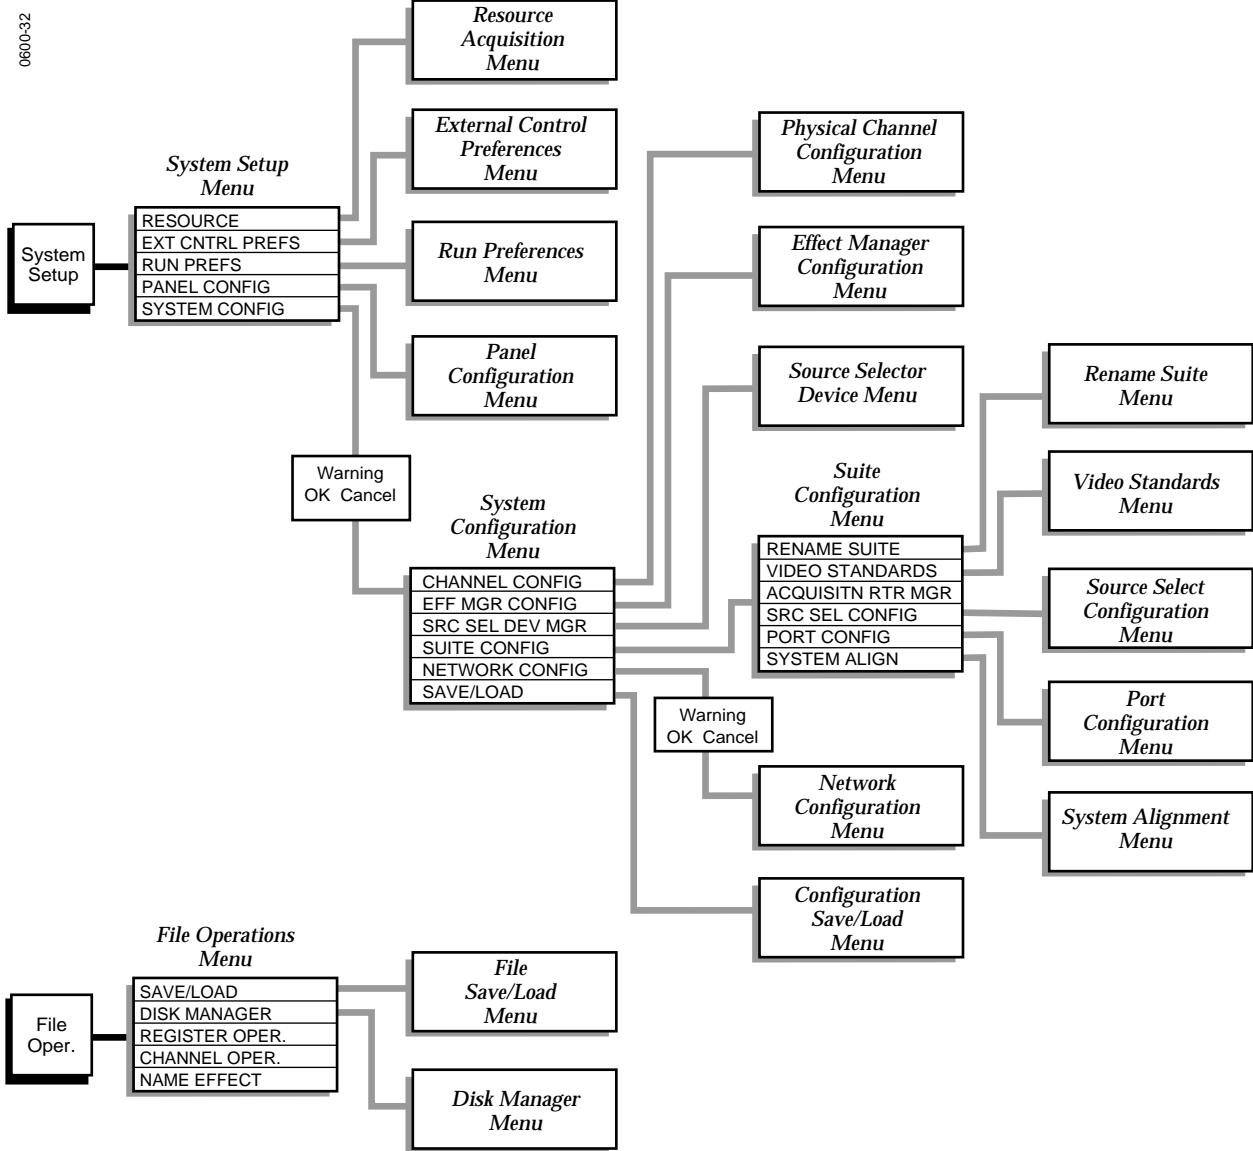 0600-32
Resource
Acquisition
Menu
External Control
Preferences
Menu
Physical Channel
Configuration
Menu
System Setup
Menu
System
Setup
RESOURCE
EXT CNTRL PREFS
RUN PREFS
PANEL CONFIG
SYSTEM CONFIG
Run Preferences
Menu
Effect Manager
Configuration
Menu
Panel
Configuration
Menu
Source Selector
Device Menu
Rename Suite
Menu
Warning
OK Cancel
System
Configuration
Menu
CHANNEL CONFIG
EFF MGR CONFIG
SRC SEL DEV MGR
SUITE CONFIG
NETWORK CONFIG
SAVE/LOAD
Suite
Configuration
Menu
RENAME SUITE
VIDEO STANDARDS
ACQUISITN RTR MGR
SRC SEL CONFIG
PORT CONFIG
SYSTEM ALIGN
Video Standards
Menu
Source Select
Configuration
Menu
Port
Configuration
Menu
Warning
OK Cancel
Network
Configuration
Menu
System Alignment
Menu
Configuration
Save/Load
Menu
File Operations
Menu
File
Oper.
SAVE/LOAD
DISK MANAGER
REGISTER OPER.
CHANNEL OPER.
NAME EFFECT
File
Save/Load
Menu
Disk Manager
Menu